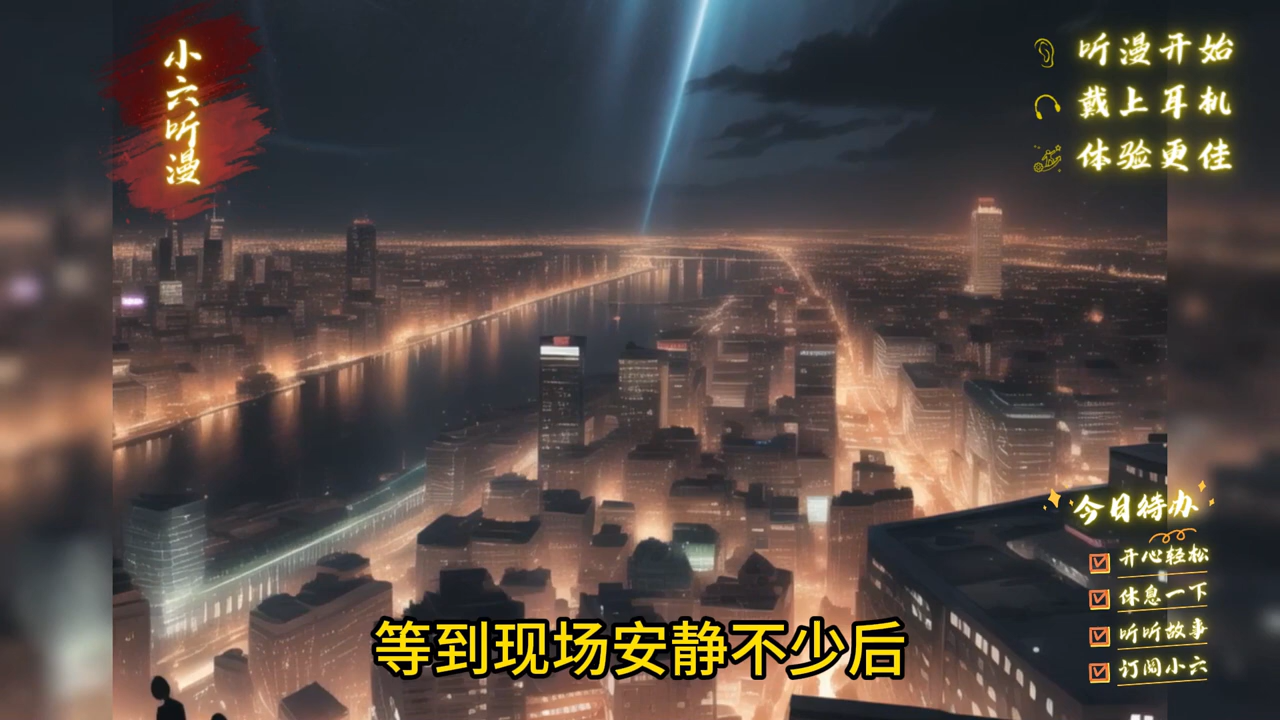 小六听漫
听漫开始
戴上耳机
体验更佳
今日待办
开心轻松
休息一下
听听故事
订阅小六
等到现场安静不少后